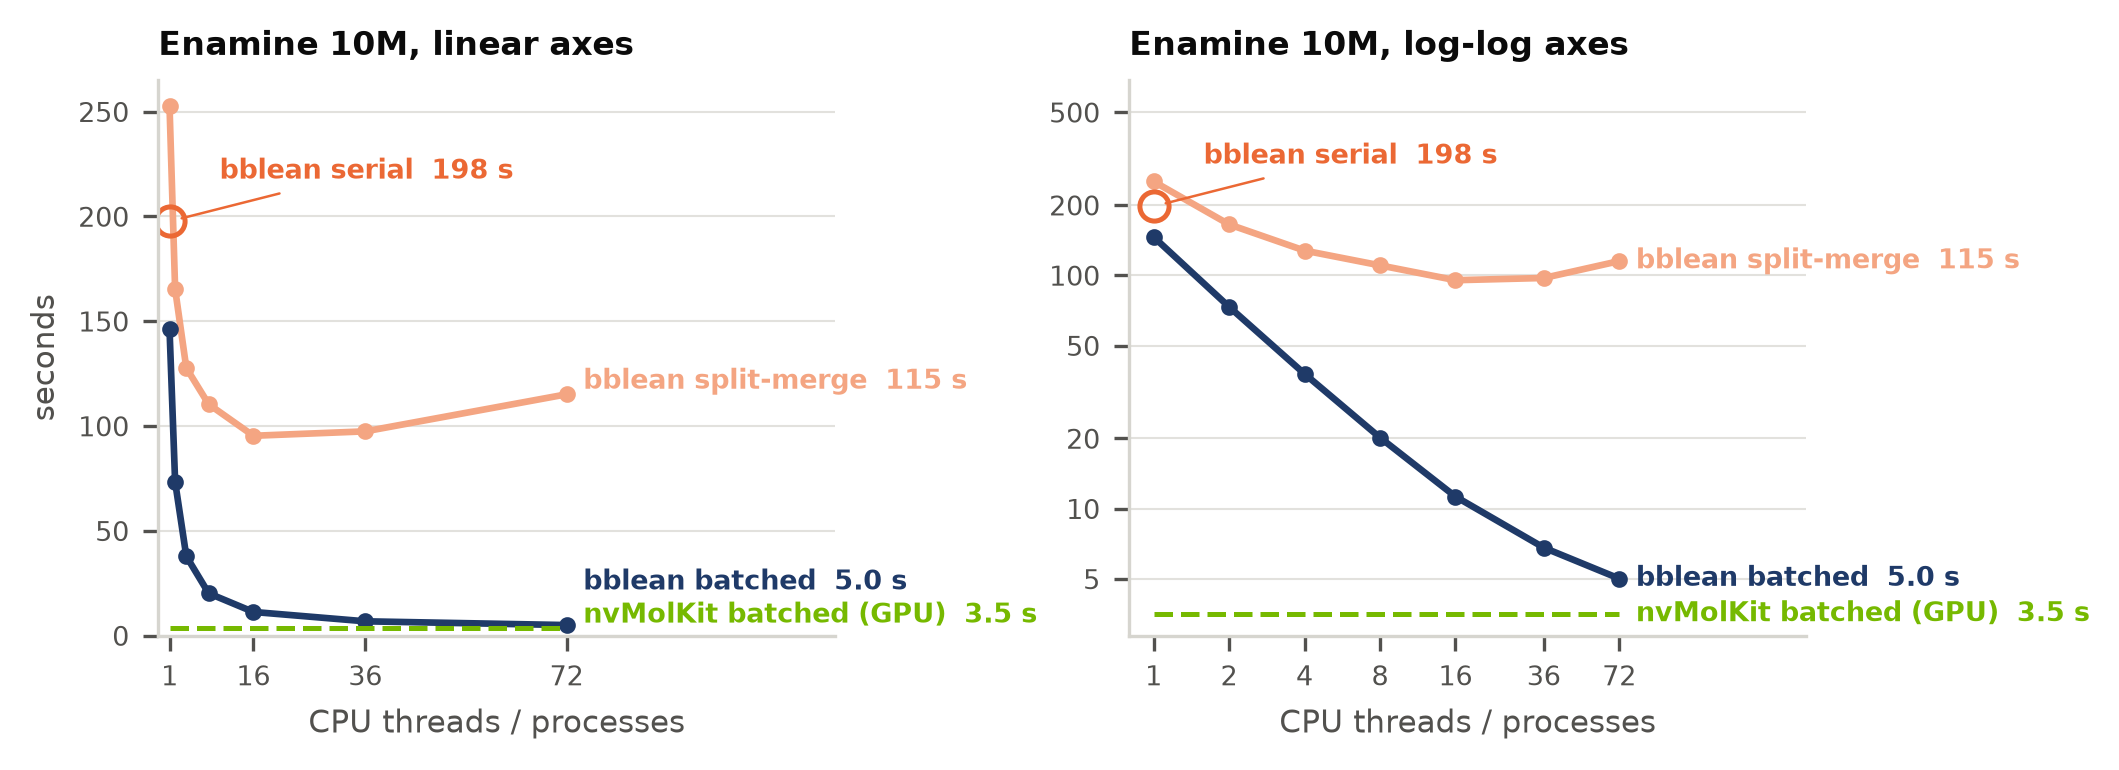 Enamine 10M, linear axes
seconds
250
200
150
100
50
0
bblean serial  198 s
bblean split-merge  115 s
bblean batched  5.0 s
nvMolKit batched (GPU)  3.5 s
1 16 36 72
CPU threads / processes
Enamine 10M, log-log axes
500
200
100
50
20
10
5
bblean serial  198 s
bblean split-merge  115 s
bblean batched  5.0 s
nvMolKit batched (GPU)  3.5 s
1 2 4 8 16 36 72
CPU threads / processes